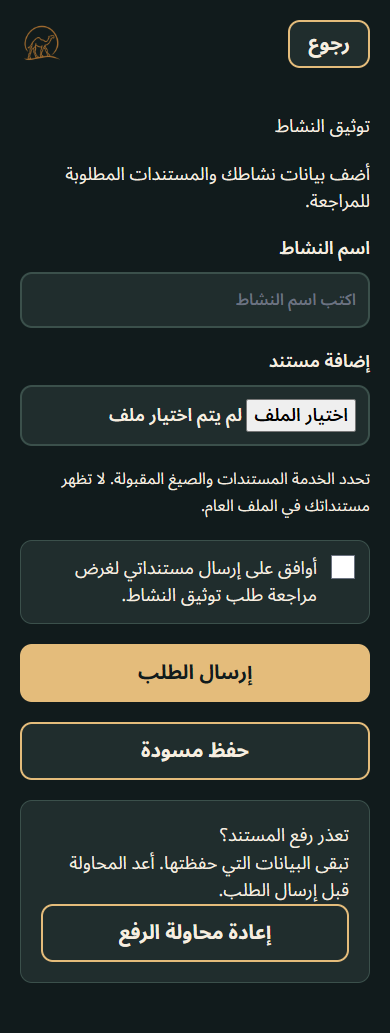 رجوع
توثيق النشاط
أضف بيانات نشاطك والمستندات المطلوبة
للمراجعة.
اسم النشاط
اكتب اسم النشاط
إضافة مستند
اختيار الملف لم يتم اختيار ملف
تحدد الخدمة المستندات والصيغ المقبولة. لا تظهر
مستنداتك في الملف العام.
أوافق على إرسال مستنداتي لغرض
مراجعة طلب توثيق النشاط.
إرسال الطلب
حفظ مسودة
تعذر رفع المستند؟
تبقى البيانات التي حفظتها. أعد المحاولة
قبل إرسال الطلب.
إعادة محاولة الرفع